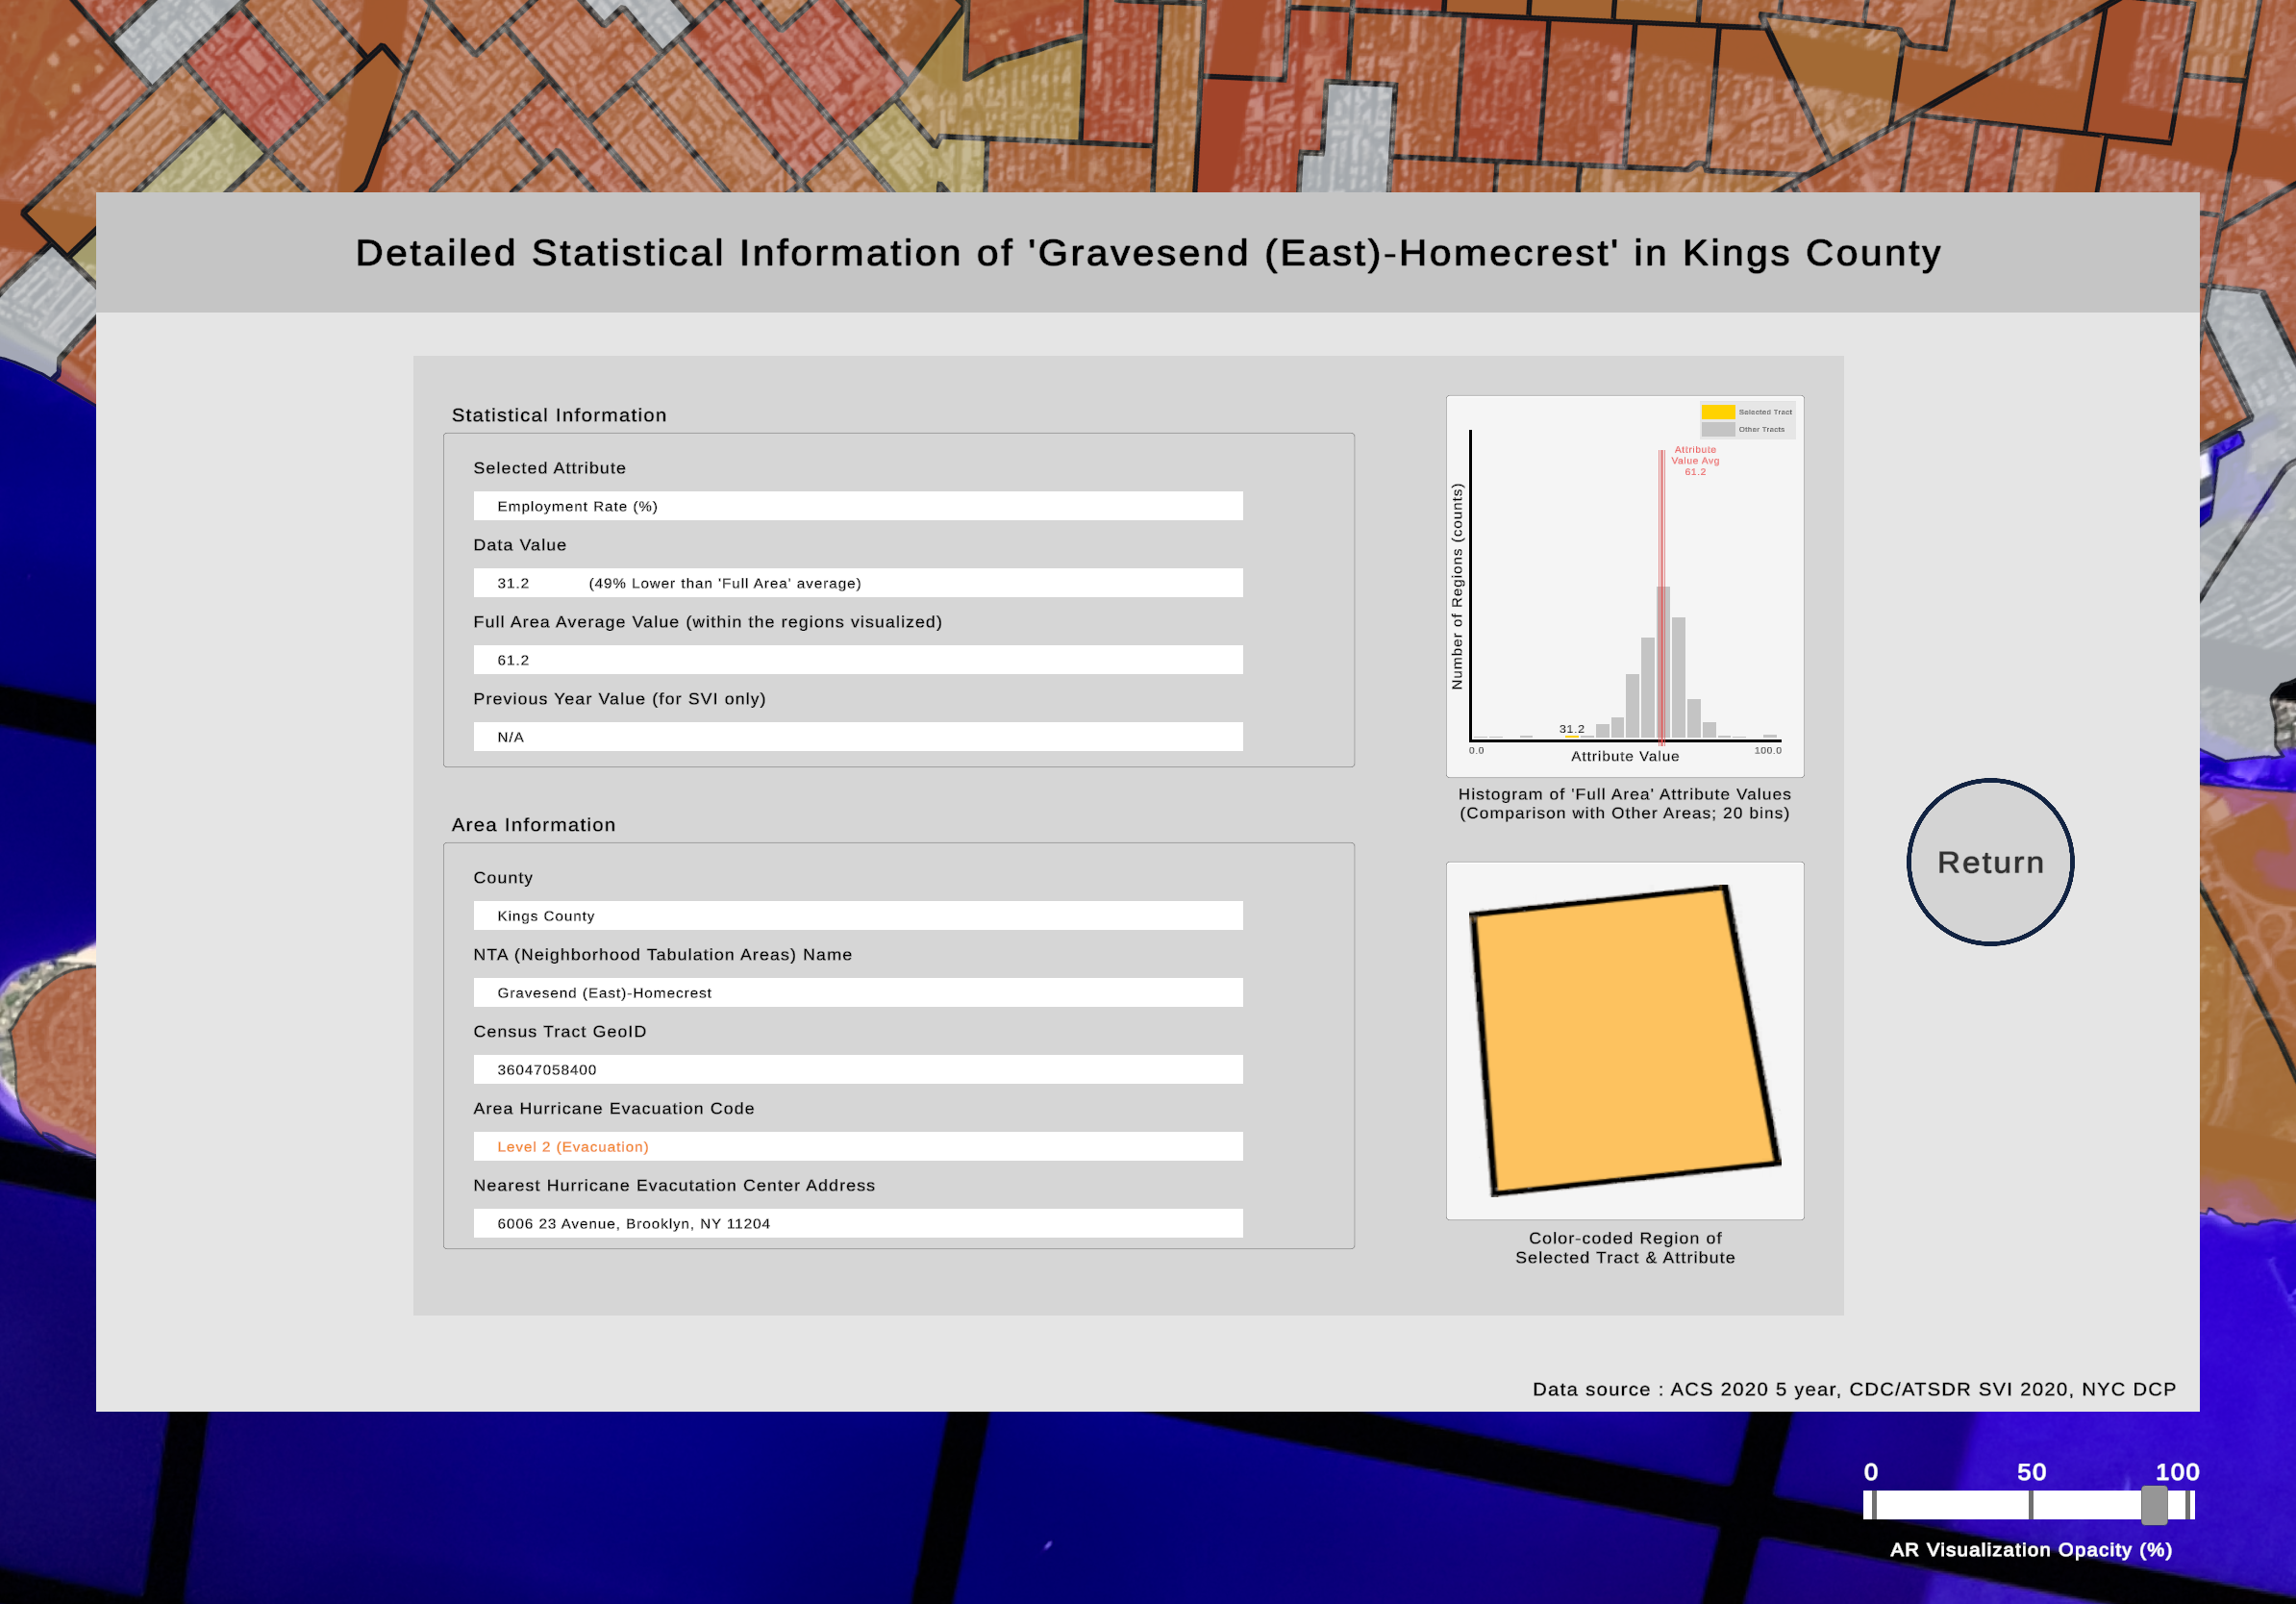 Detailed Statistical Information of 'Gravesend (East)-Homecrest' in Kings County
Statistical Information
Selected Attribute
Employment Rate (%)
Data Value
31.2 (49% Lower than 'Full Area' average)
Full Area Average Value (within the regions visualized)
61.2
Previous Year Value (for SVI only)
N/A
Area Information
County
Kings County
NTA (Neighborhood Tabulation Areas) Name
Gravesend (East)-Homecrest
Census Tract GeoID
36047058400
Area Hurricane Evacuation Code
Level 2 (Evacuation)
Nearest Hurricane Evacutation Center Address
6006 23 Avenue, Brooklyn, NY 11204
Selected Tract
Other Tracts
Attribute
Value Avg
61.2
Number of Regions (counts)
31.2
0.0
100.0
Attribute Value
Histogram of 'Full Area' Attribute Values
(Comparison with Other Areas; 20 bins)
Color-coded Region of
Selected Tract & Attribute
Return
Data source : ACS 2020 5 year, CDC/ATSDR SVI 2020, NYC DCP
0 50 100
AR Visualization Opacity (%)